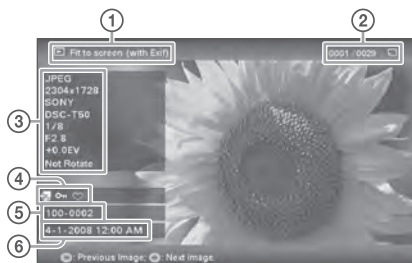 1
2
Fit to screen (with Exif)
0001 /0029
3
JPEG
2304x1728
SONY
DSC-T50
1/8
F2.8
+0.0EV
Not Rotate
4
5
100-0002
6
4-1-2008 12:00 AM
: Previous Image; : Next image